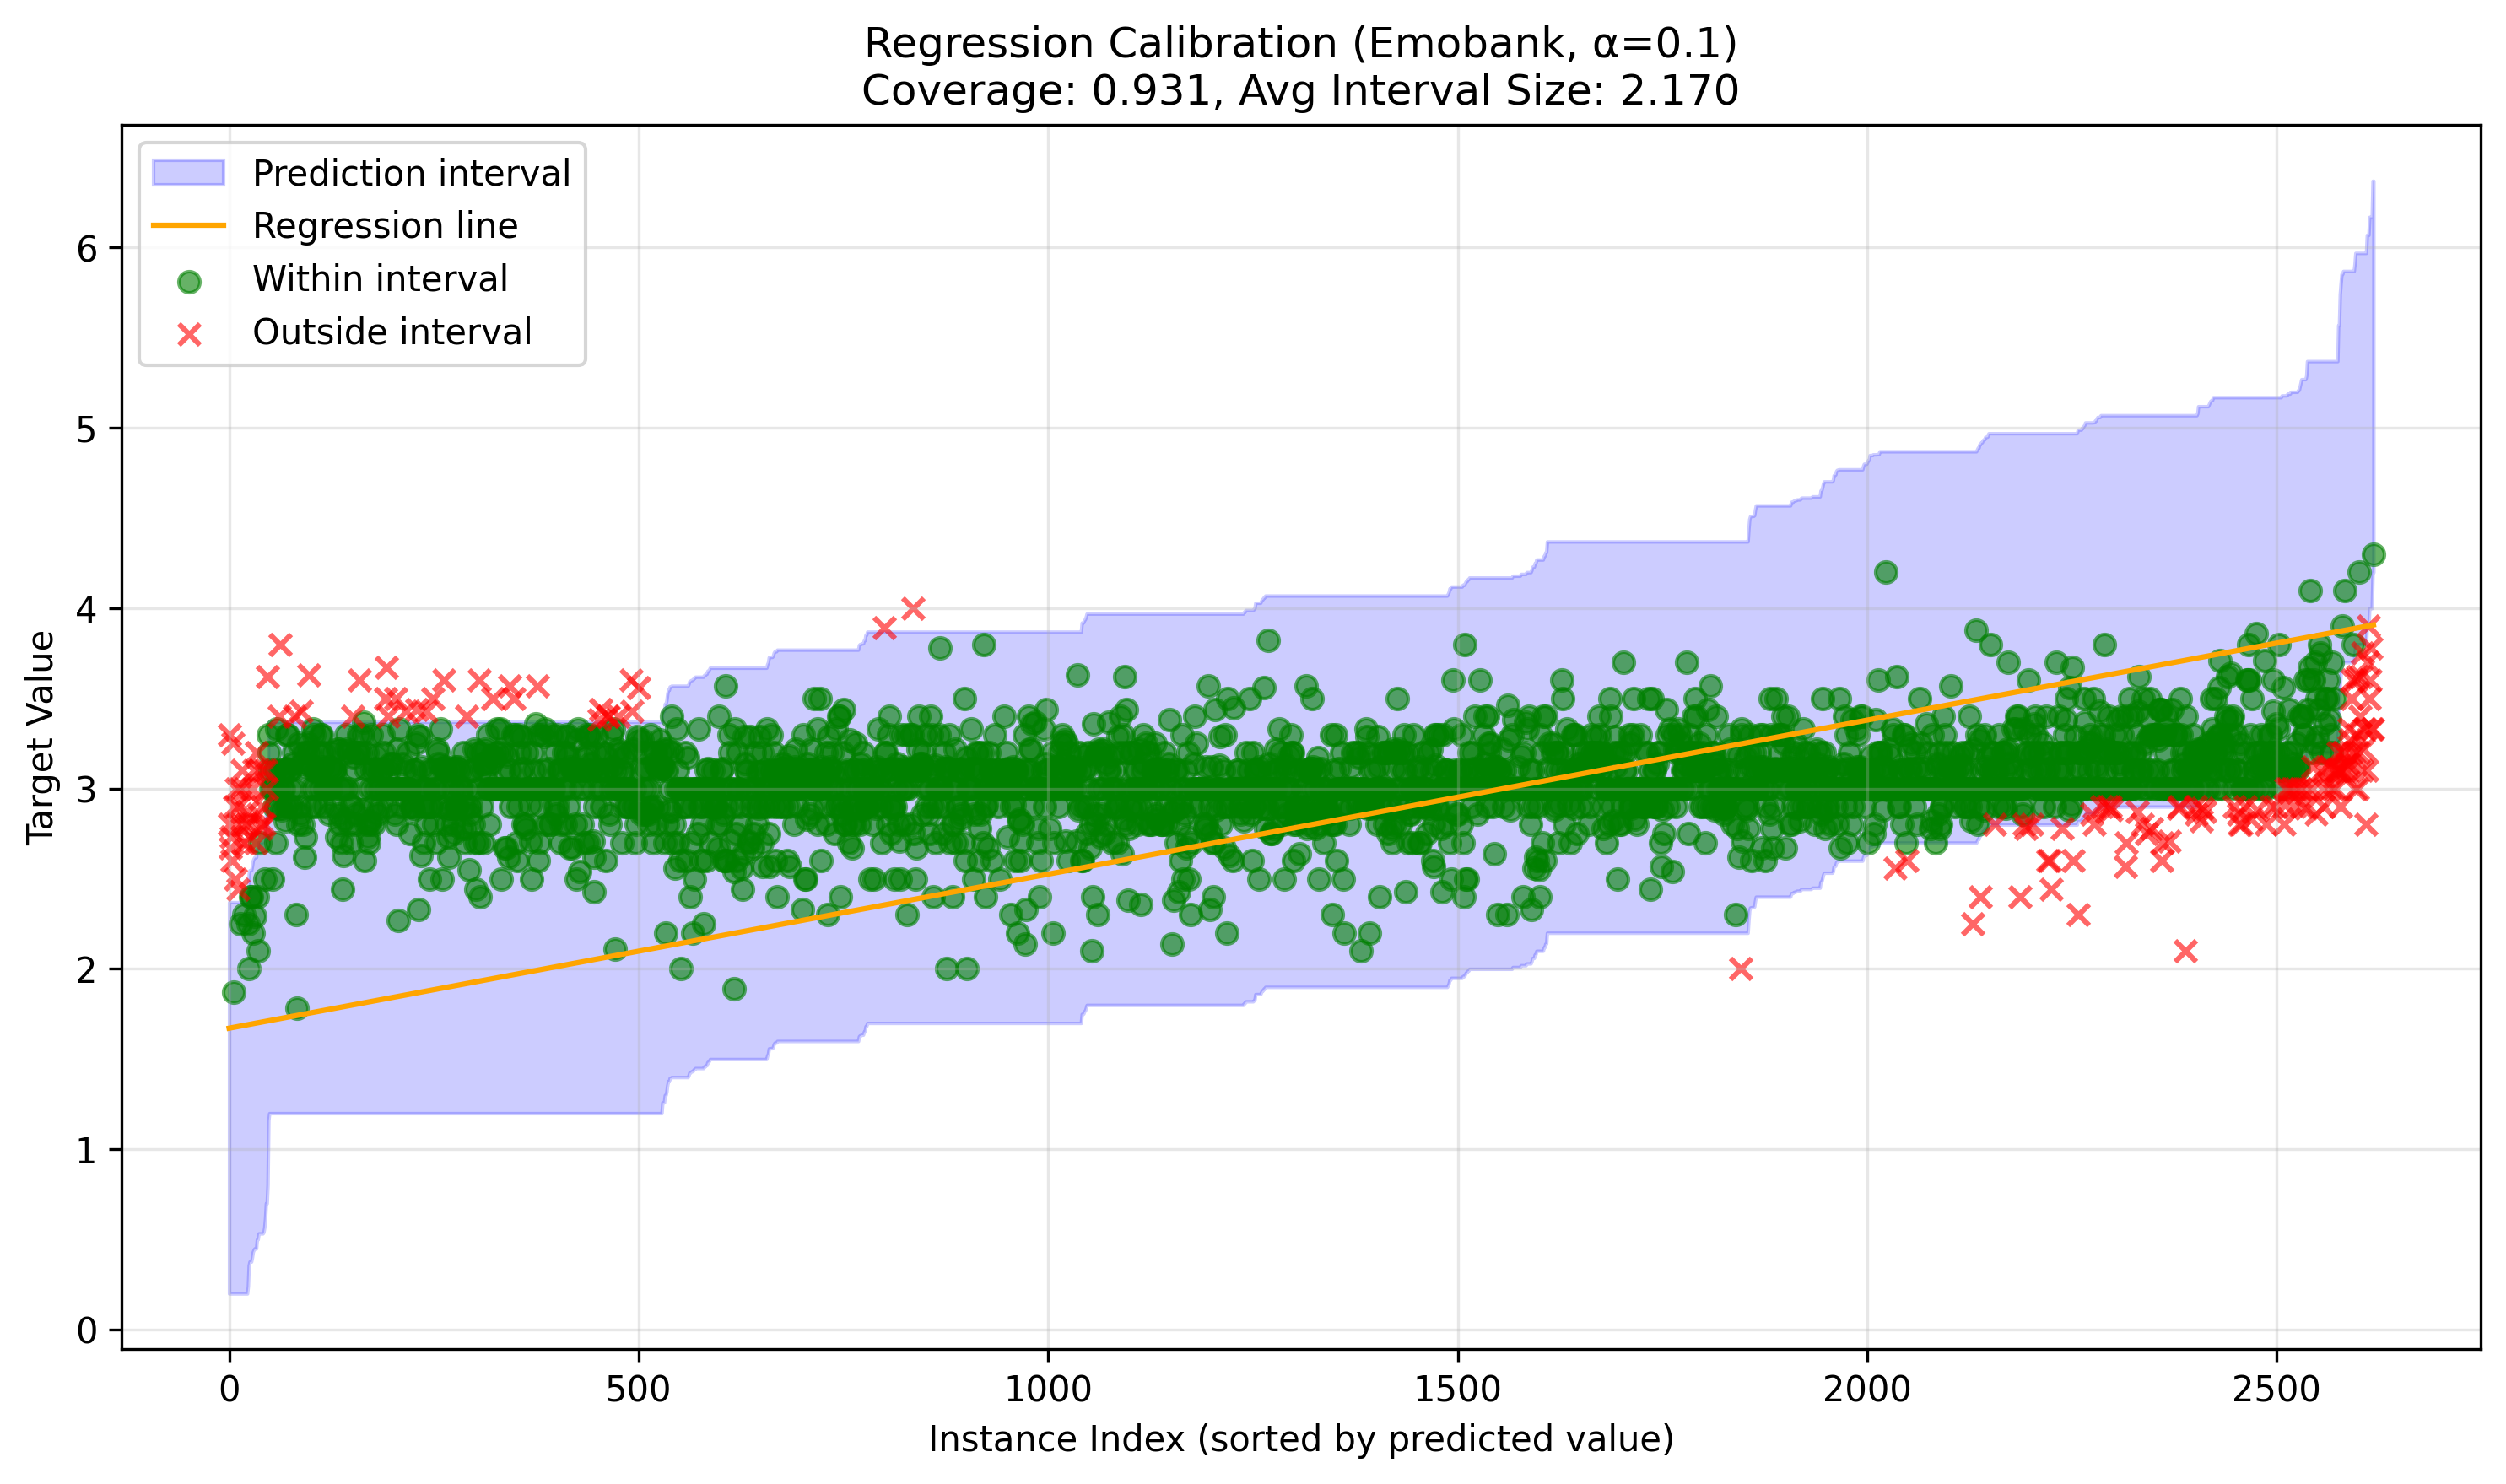 Regression Calibration (Emobank, α=0.1)
Coverage: 0.931, Avg Interval Size: 2.170
Prediction interval
Regression line
Within interval
Outside interval
Target Value
6
5
4
3
2
1
0
0 500 1000 1500 2000 2500
Instance Index (sorted by predicted value)